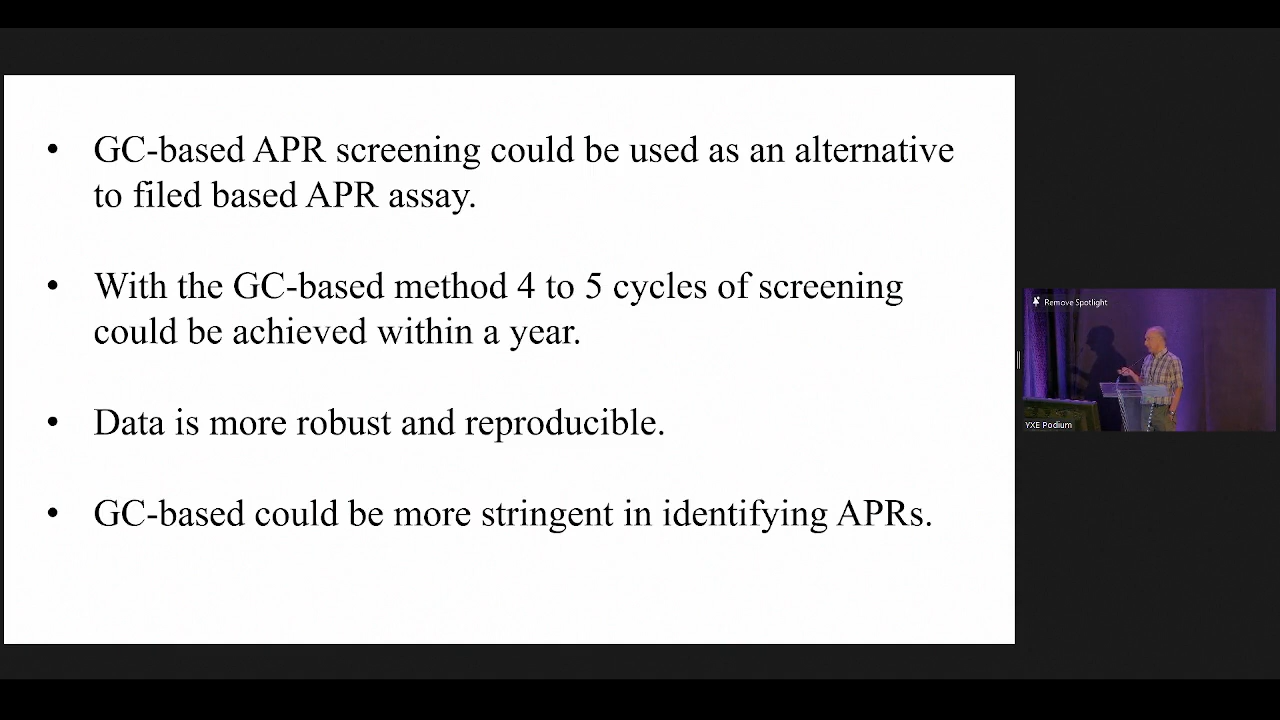 • GC-based APR screening could be used as an alternative
to filed based APR assay.
• With the GC-based method 4 to 5 cycles of screening
could be achieved within a year.
• Data is more robust and reproducible.
• GC-based could be more stringent in identifying APRs.
Remove Spotlight
YXE Podium